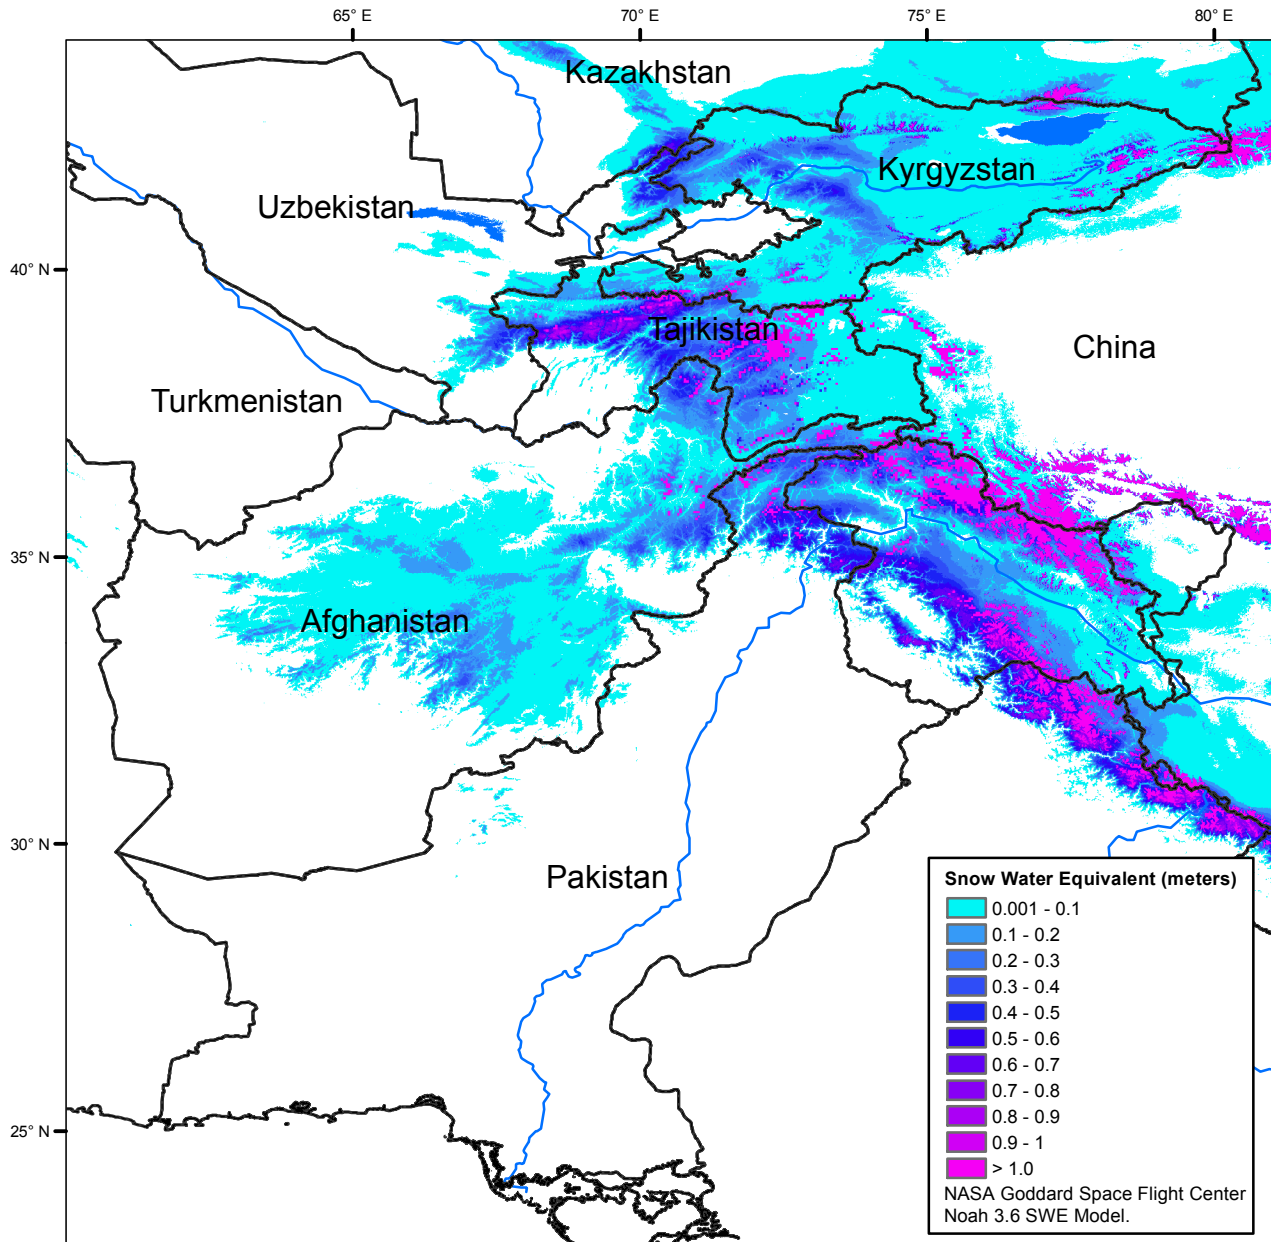 65° E
70° E
75° E
80° E
Kazakhstan
Kyrgyzstan
Uzbekistan
40° N
Tajikistan
China
Turkmenistan
35° N
Afghanistan
30° N
Pakistan
25° N
Snow Water Equivalent (meters)
0.001 - 0.1
0.1 - 0.2
0.2 - 0.3
0.3 - 0.4
0.4 - 0.5
0.5 - 0.6
0.6 - 0.7
0.7 - 0.8
0.8 - 0.9
0.9 - 1
> 1.0
NASA Goddard Space Flight Center
Noah 3.6 SWE Model.